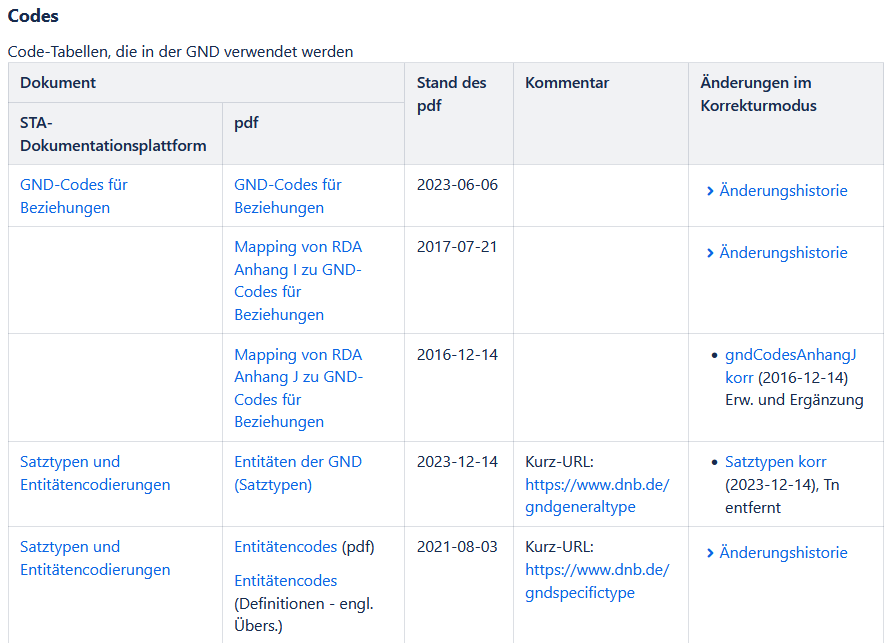 Codes
Code-Tabellen, die in der GND verwendet werden
Dokument
Stand des
pdf
Kommentar
Änderungen im
Korrekturmodus
STA-
Dokumentationsplattform
pdf
GND-Codes für
Beziehungen
GND-Codes für
Beziehungen
2023-06-06
Änderungshistorie
Mapping von RDA
Anhang I zu GND-
Codes für
Beziehungen
2017-07-21
Änderungshistorie
Mapping von RDA
Anhang J zu GND-
Codes für
Beziehungen
2016-12-14
• gndCodesAnhangJ
korr (2016-12-14)
Erw. und Ergänzung
Satztypen und
Entitätencodierungen
Entitäten der GND
(Satztypen)
2023-12-14
Kurz-URL:
https://www.dnb.de/
gndgeneraltype
• Satztypen korr
(2023-12-14), Tn
entfernt
Satztypen und
Entitätencodierungen
Entitätencodes (pdf)
Entitätencodes
(Definitionen - engl.
Übers.)
2021-08-03
Kurz-URL:
https://www.dnb.de/
gndspecifictype
Änderungshistorie